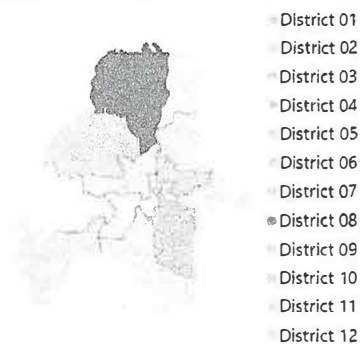 District 01
District 02
District 03
District 04
District 05
District 06
District 07
District 08
District 09
District 10
District 11
District 12